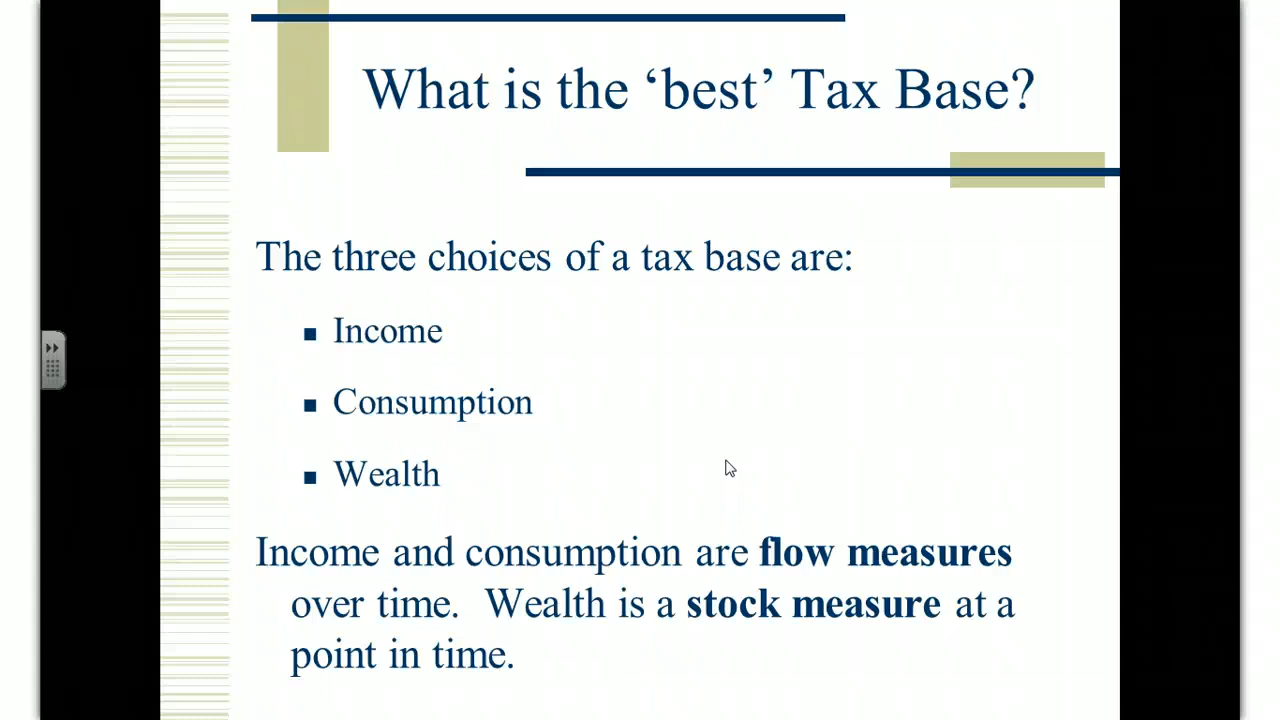 What is the ‘best’ Tax Base?
The three choices of a tax base are:
Income
Consumption
Wealth
Income and consumption are flow measures
over time. Wealth is a stock measure at a
point in time.